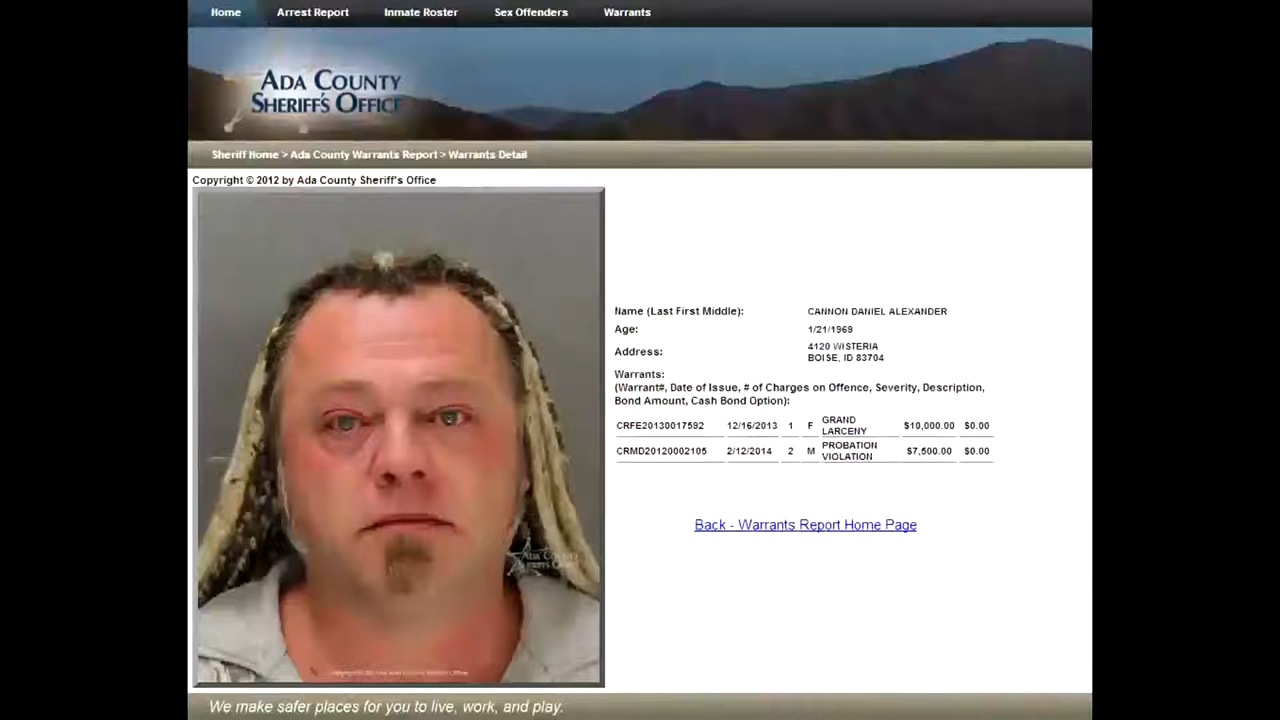 Home Arrest Report Inmate Roster Sex Offenders Warrants
ADA COUNTY
SHERIFF'S OFFICE
Sheriff Home > Ada County Warrants Report > Warrants Detail
Copyright © 2012 by Ada County Sheriff's Office
Name (Last First Middle): CANNON DANIEL ALEXANDER
Age: 1/21/1969
Address: 4120 WISTERIA
BOISE, ID 83704
Warrants:
(Warrant#, Date of Issue, # of Charges on Offence, Severity, Description,
Bond Amount, Cash Bond Option):
CRFE20130017592 12/16/2013 1 F GRAND LARCENY $10,000.00 $0.00
CRMD20120002105 2/12/2014 2 M PROBATION VIOLATION $7,500.00 $0.00
Back - Warrants Report Home Page
ADA COUNTY
SHERIFF'S OFFICE
We make safer places for you to live, work, and play.